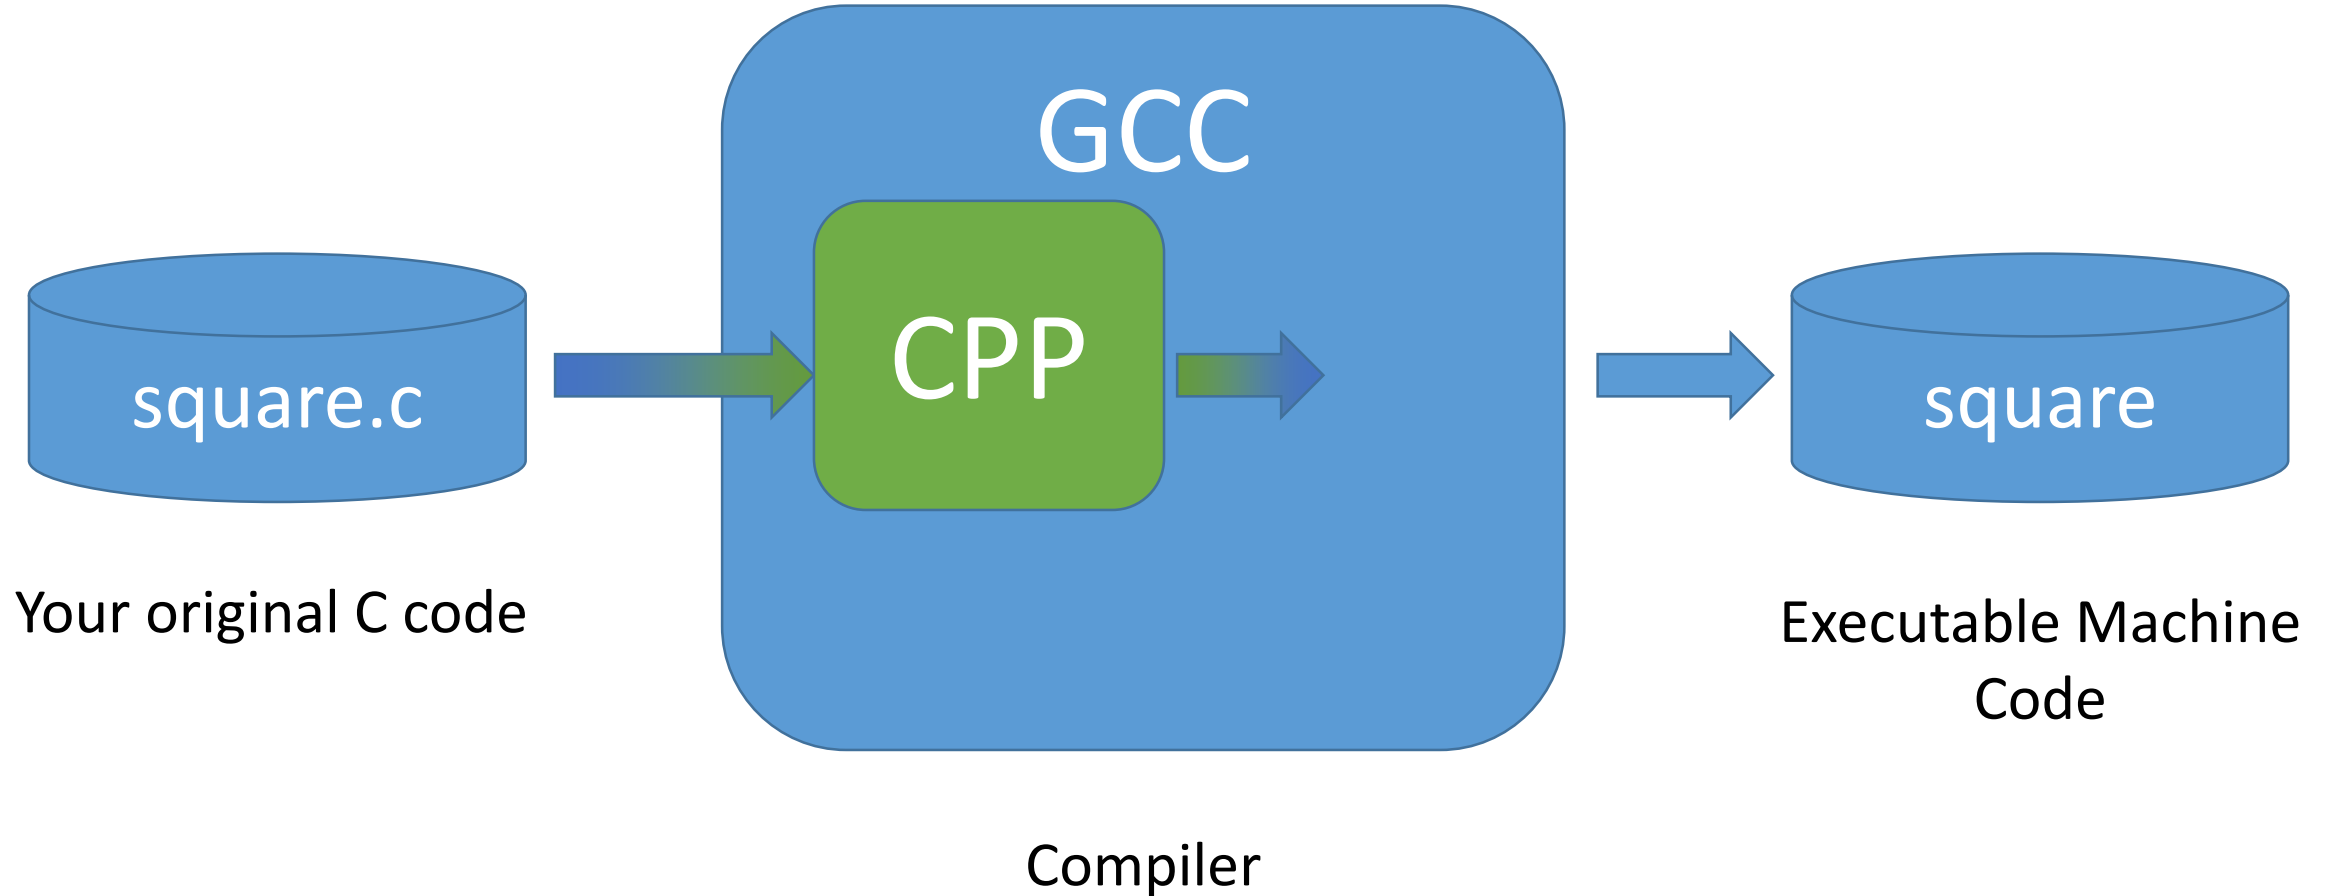 GCC
CPP
square.c
square
Your original C code
Executable Machine
Code
Compiler